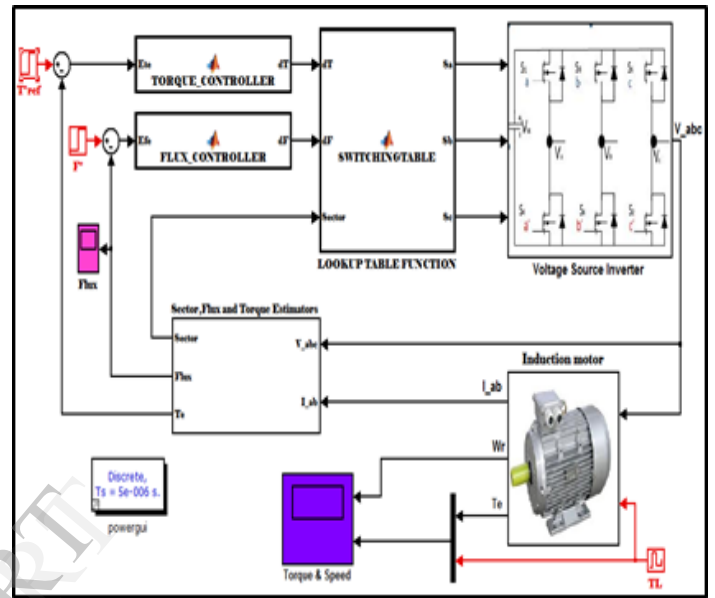 T*ref
Ete
dT
TORQUE_CONTROLLER
F*
Efe
dF
FLUX_CONTROLLER
dT
dF
Sector
SWITCHINGTABLE
Sa
Sb
Sc
LOOKUP TABLE FUNCTION
a
b
c
V_abc
Voltage Source Inverter
Flux
Sector,Flux and Torque Estimators
Sector
Flux
Te
V_abc
I_ab
Induction motor
I_ab
Wr
Te
Discrete,
Ts = 5e-006 s.
powergui
Torque & Speed
TL